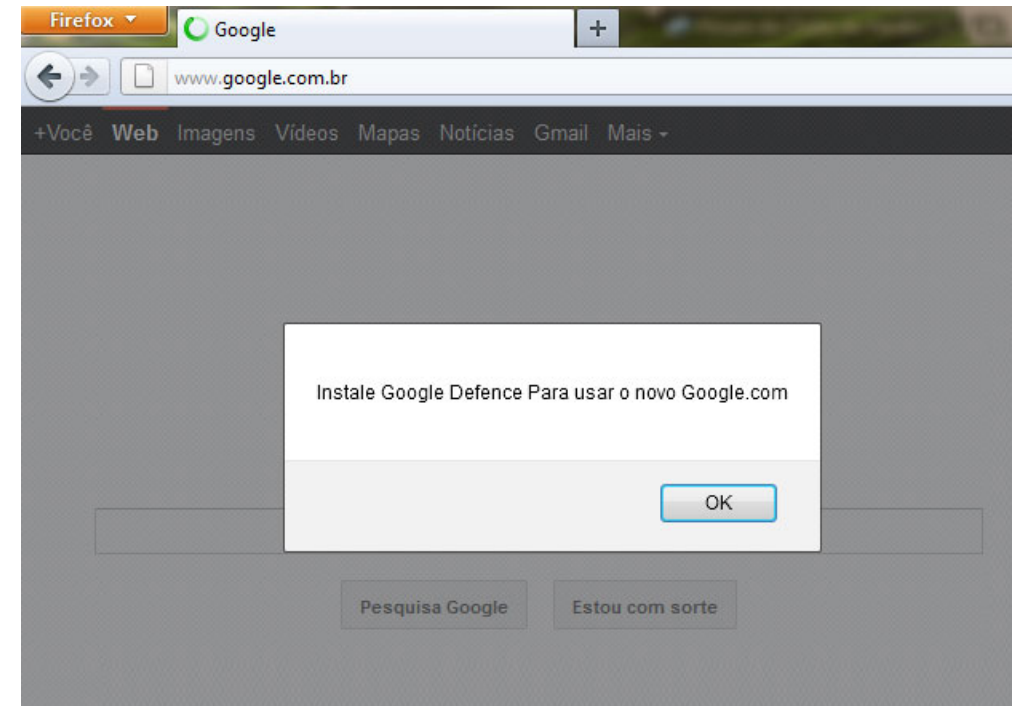 Firefox
Google
www.google.com.br
+Você Web Imagens Vídeos Mapas Notícias Gmail Mais
Instale Google Defence Para usar o novo Google.com
OK
Pesquisa Google Estou com sorte